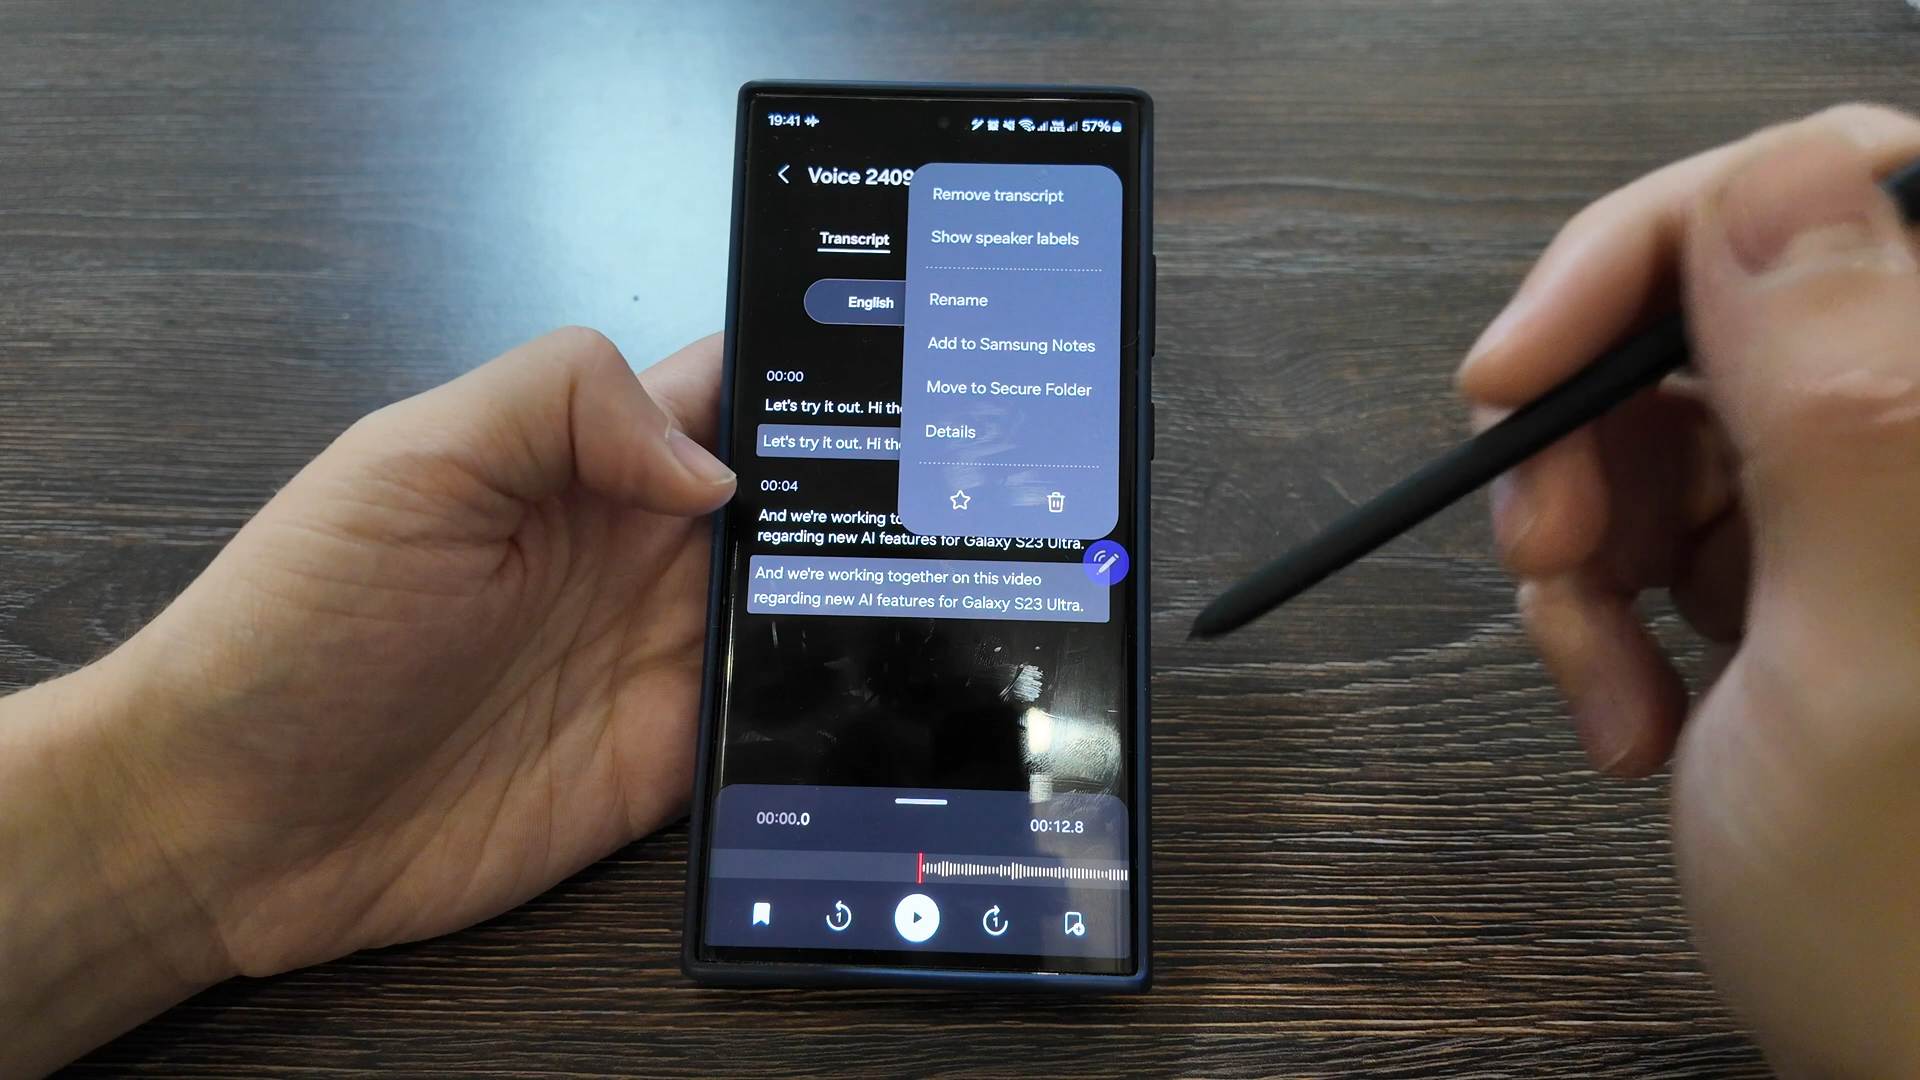 19:41
57%
Voice 2409
Remove transcript
Show speaker labels
Transcript
English
Rename
Add to Samsung Notes
Move to Secure Folder
Details
00:00
Let's try it out. Hi
Let's try it out. Hi
00:04
And we're working
regarding new AI features for Galaxy S23 Ultra.
And we're working together on this video
regarding new AI features for Galaxy S23 Ultra.
00:00.0
00:12.8
1
1